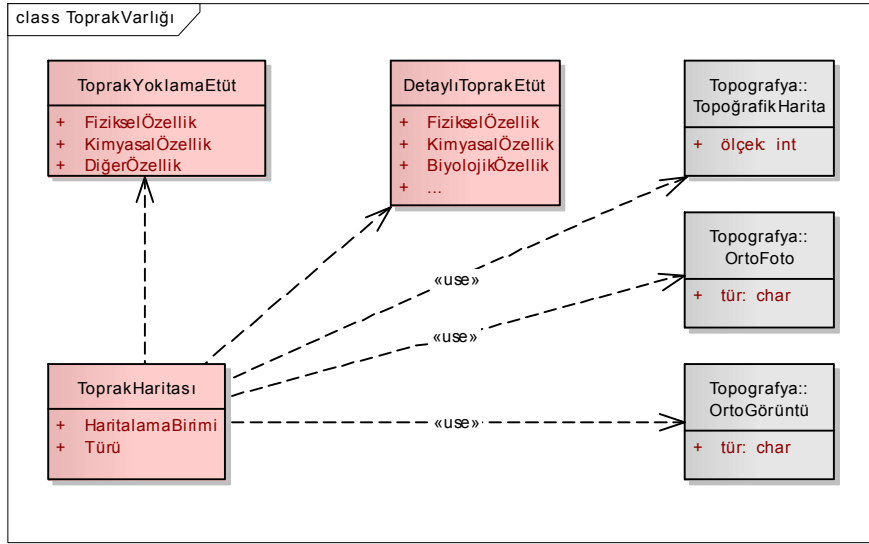 class ToprakVarlığı
ToprakYoklamaEtüt
+ FizikselÖzellik
+ KimyasalÖzellik
+ DiğerÖzellik
DetaylıToprakEtüt
+ FizikselÖzellik
+ KimyasalÖzellik
+ BiyolojikÖzellik
+ ...
Topografya::
TopoğrafikHarita
+ ölçek: int
Topografya::
OrtoFoto
+ tür: char
«use»
«use»
ToprakHaritası
+ HaritalamaBirimi
+ Türü
«use»
Topografya::
OrtoGörüntü
+ tür: char